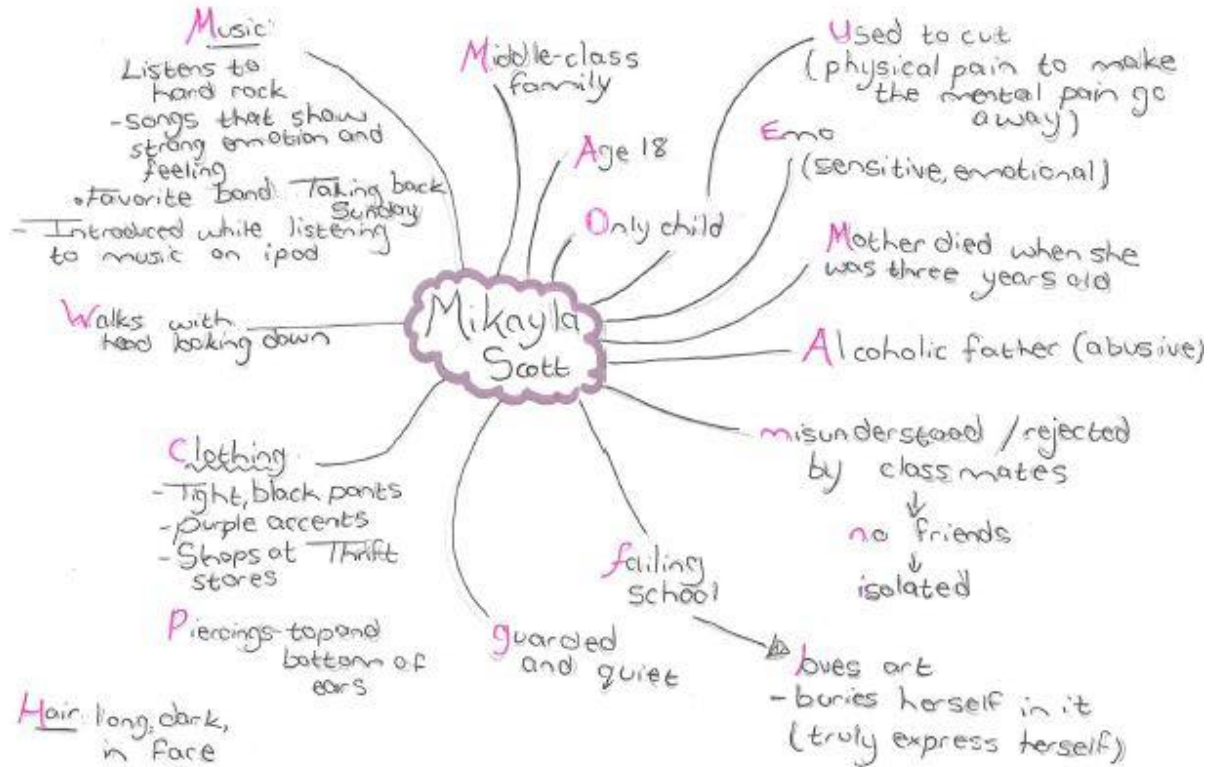 Mikayla
Scott
Music:
Listens to
hard rock
- songs that show
strong emotion and
feeling
• Favorite band Taking back
Sunday
- Introduced while listening
to music on ipod
Middle-class
family
Age 18
Only child
Used to cut
(physical pain to make
the mental pain go
away)
Emo
(sensitive, emotional)
Mother died when she
was three years old
Alcoholic father (abusive)
misunderstood / rejected
by classmates
no friends
isolated
failing
school
loves art
- buries herself in it
(truly express herself)
guarded
and quiet
Walks with
head looking down
Clothing
- Tight, black pants
- purple accents
- Shops at Thrift
stores
Piercings - top and
bottom of
ears
Hair long, dark,
in face